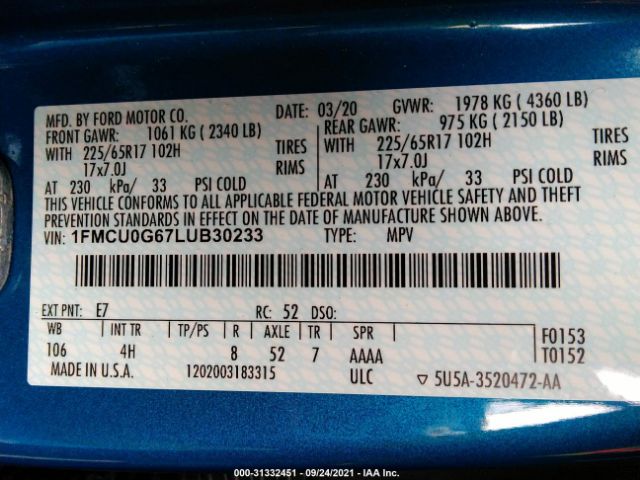 MFD. BY FORD MOTOR CO.
DATE: 03/20 GVWR: 1978 KG ( 4360 LB)
FRONT GAWR: 1061 KG ( 2340 LB)
REAR GAWR: 975 KG ( 2150 LB)
WITH 225/65R17 102H TIRES
WITH 225/65R17 102H TIRES
17x7.0J RIMS
17x7.0J RIMS
AT 230 kPa/ 33 PSI COLD
AT 230 kPa/ 33 PSI COLD
THIS VEHICLE CONFORMS TO ALL APPLICABLE FEDERAL MOTOR VEHICLE SAFETY AND THEFT
PREVENTION STANDARDS IN EFFECT ON THE DATE OF MANUFACTURE SHOWN ABOVE.
VIN: 1FMCU0G67LUB30233 TYPE: MPV
EXT PNT: E7 RC: 52 DSO:
WB INT TR TP/PS R AXLE TR SPR
106 4H 8 52 7 AAAA
F0153
T0152
MADE IN U.S.A. 1202003183315 ULC ▽ 5U5A-3520472-AA
000-31332451 - 09/24/2021 - IAA Inc.